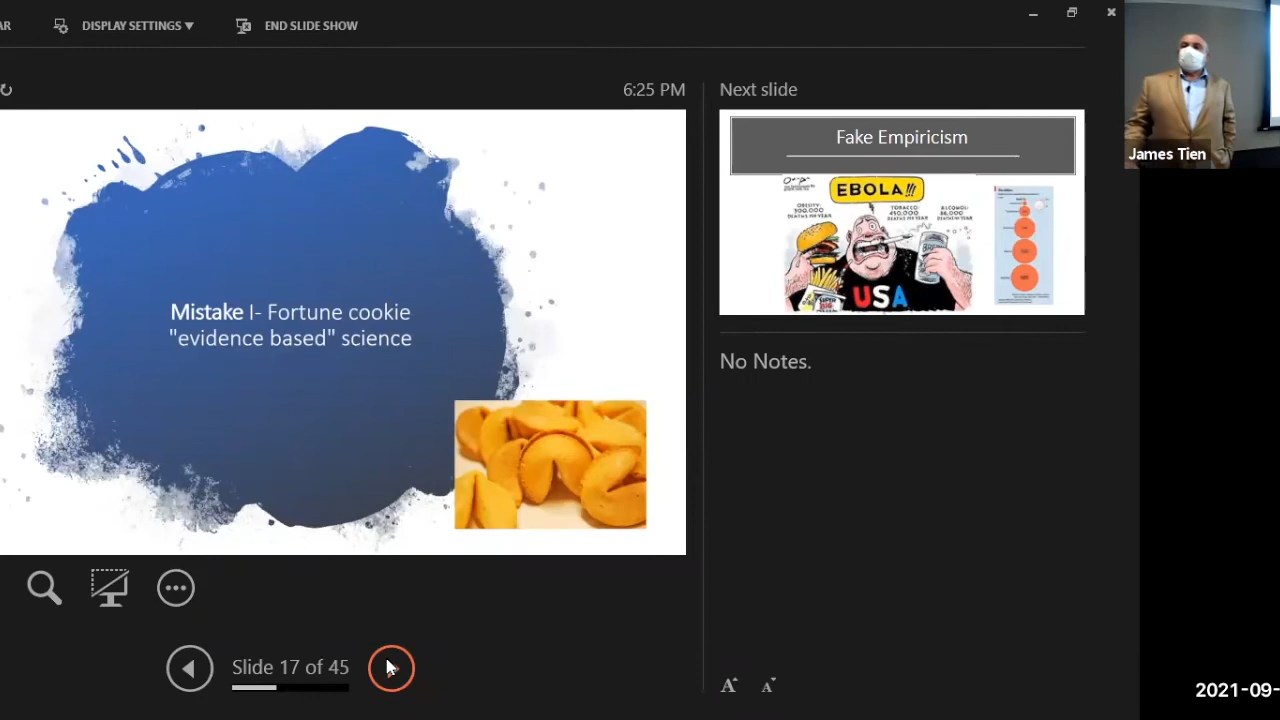 AR
DISPLAY SETTINGS
END SLIDE SHOW
6:25 PM
Next slide
Mistake I- Fortune cookie
"evidence based" science
Fake Empiricism
EBOLA!!!
OBESITY:
300,000
DEATHS PER YEAR
TOBACCO:
450,000
DEATHS PER YEAR
ALCOHOL:
88,000
DEATHS PER YEAR
USA
James Tien
No Notes.
Slide 17 of 45
A A
2021-09-